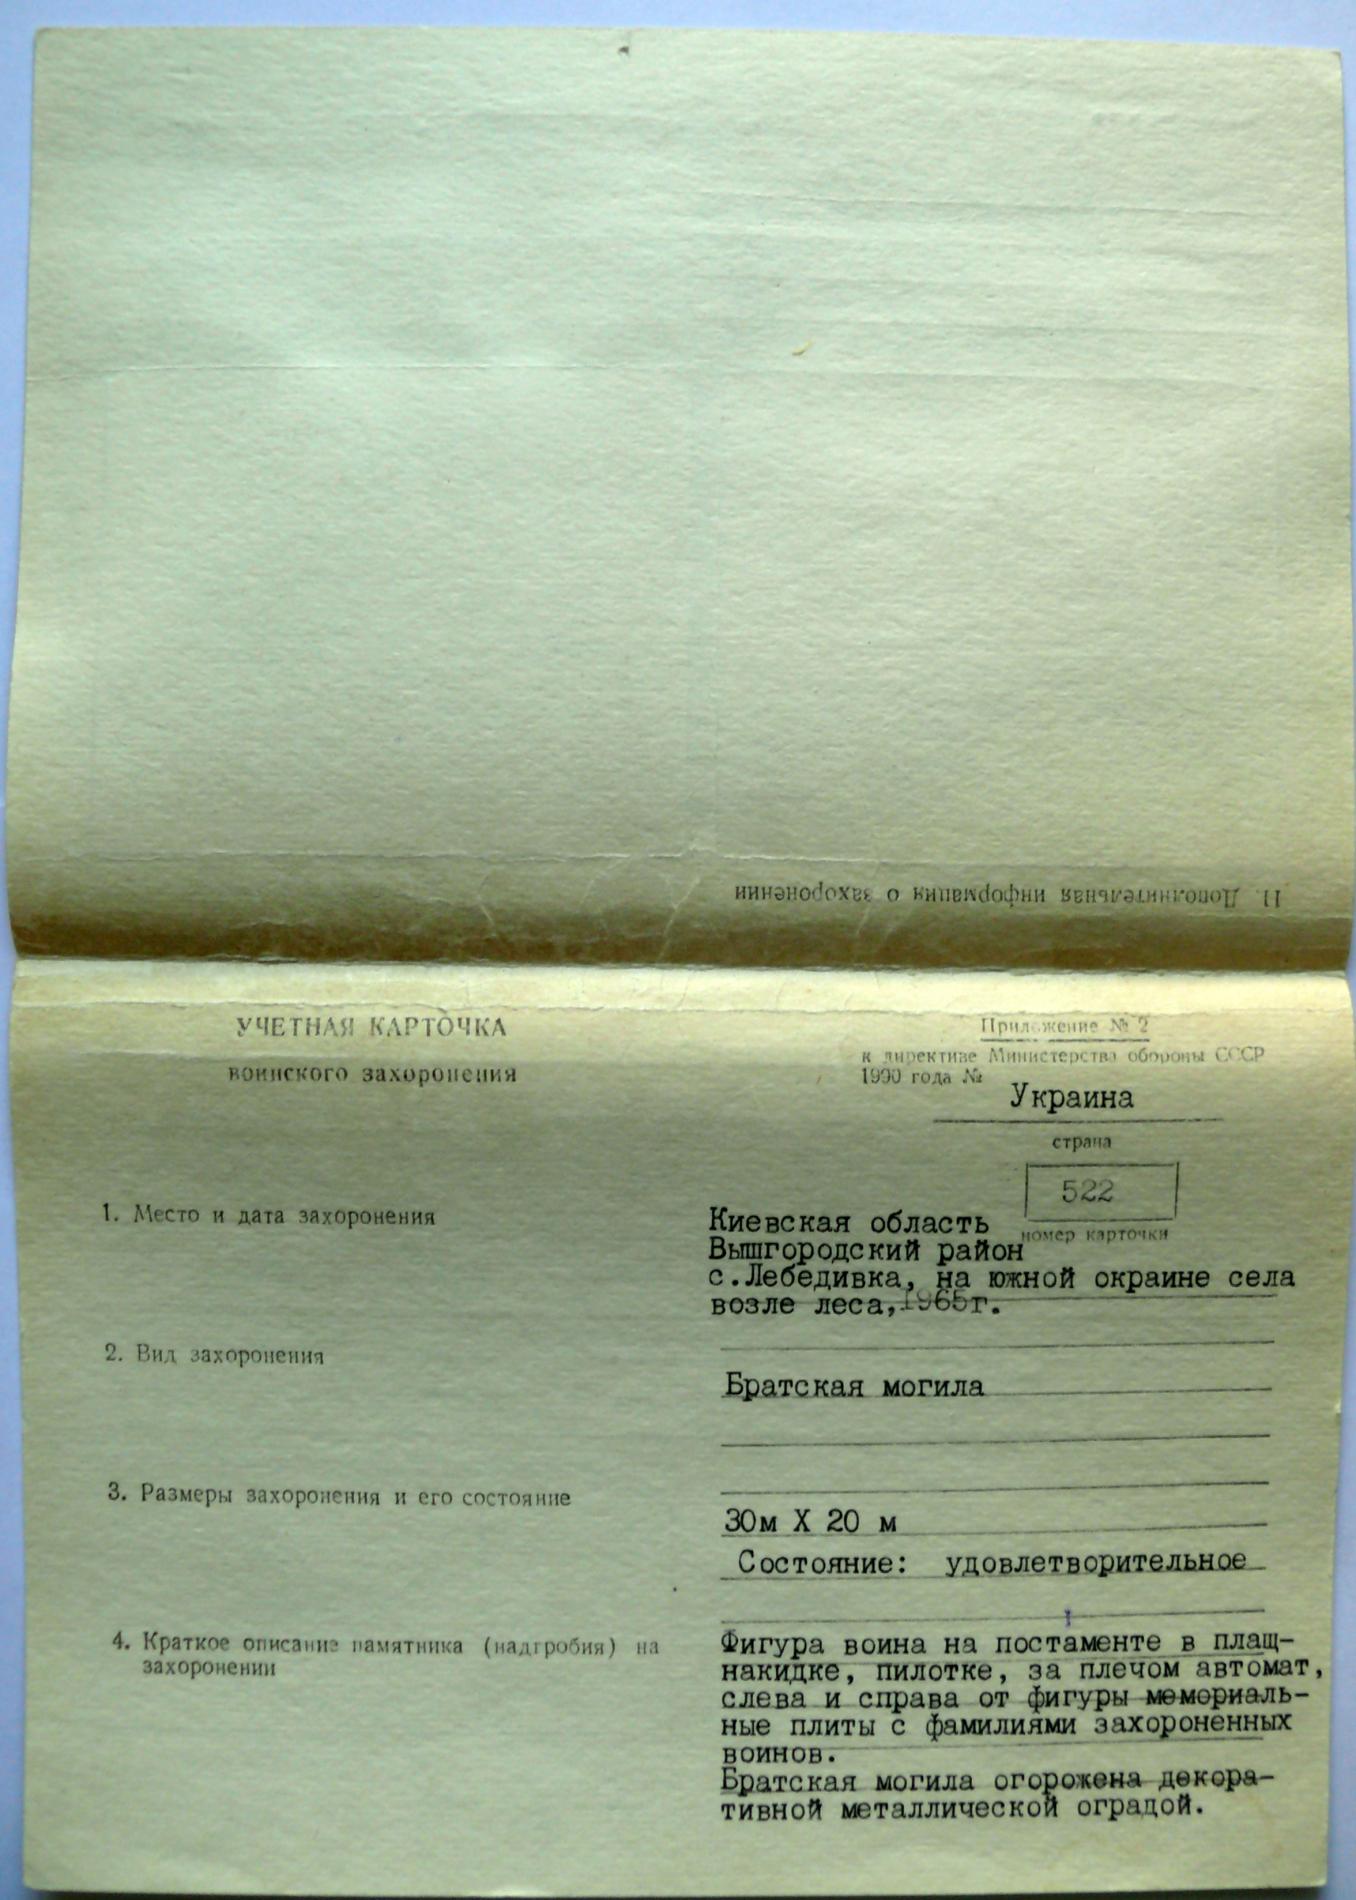 11. Дополнительная информация о захоронении
УЧЕТНАЯ КАРТОЧКА
воинского захоронения
Приложение № 2
к директиве Министерства обороны СССР
1990 года №
Украина
страна
522
номер карточки
1. Место и дата захоронения
Киевская область
Вышгородский район
с.Лебедивка, на южной окраине села
возле леса,1965г.
2. Вид захоронения
Братская могила
3. Размеры захоронения и его состояние
30м X 20 м
Состояние: удовлетворительное
4. Краткое описание памятника (надгробия) на
захоронении
Фигура воина на постаменте в плащ-
накидке, пилотке, за плечом автомат,
слева и справа от фигуры мемориаль-
ные плиты с фамилиями захороненных
воинов.
Братская могила огорожена декора-
тивной металлической оградой.